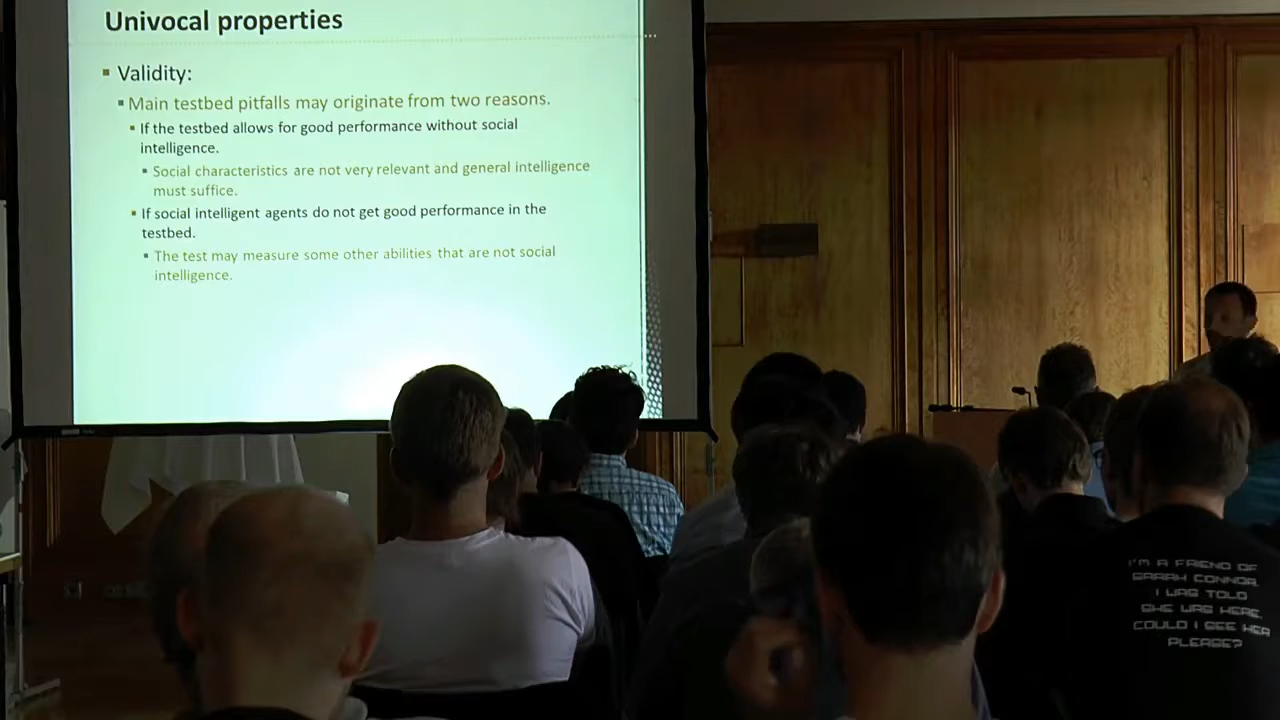 Univocal properties
Validity:
Main testbed pitfalls may originate from two reasons.
If the testbed allows for good performance without social
intelligence.
Social characteristics are not very relevant and general intelligence
must suffice.
If social intelligent agents do not get good performance in the
testbed.
The test may measure some other abilities that are not social
intelligence.
I'M A FRIEND OF
SARAH CONNOR.
I WAS TOLD
SHE WAS HERE.
COULD I SEE HER
PLEASE?